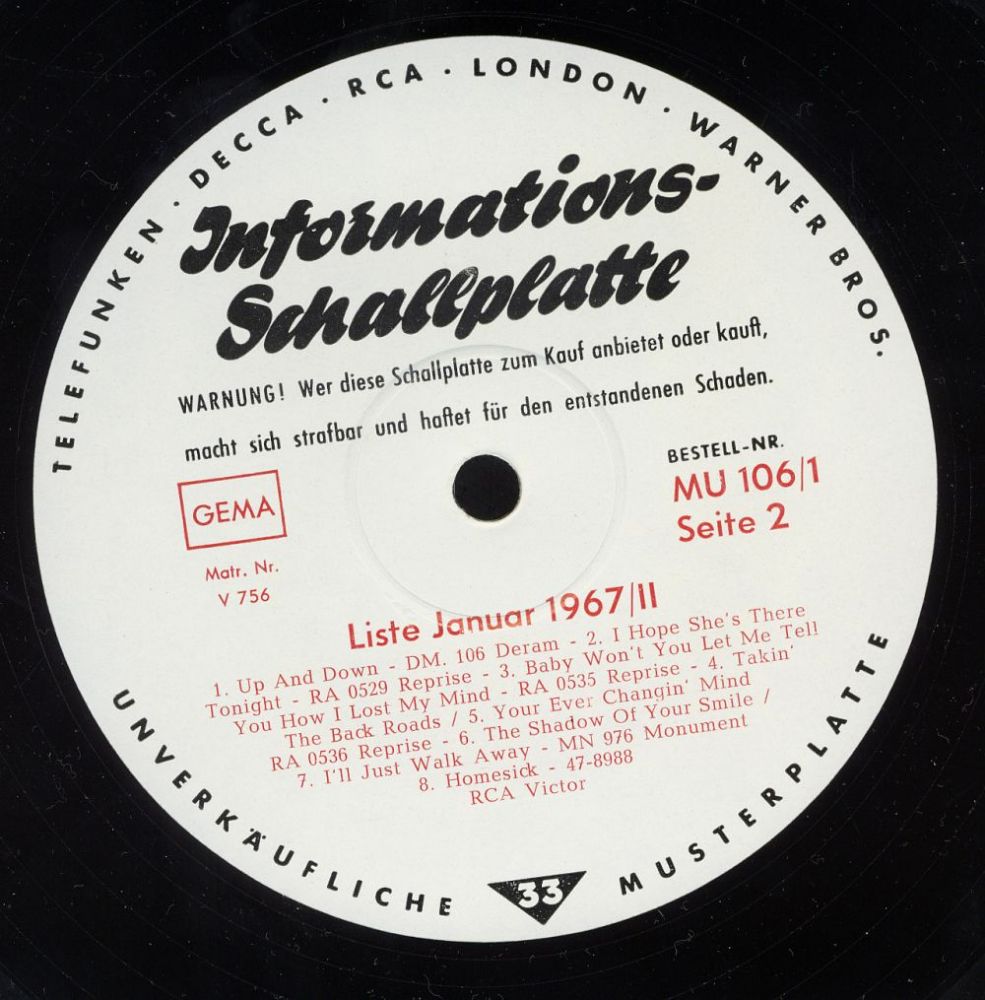 TELEFUNKEN · DECCA · RCA · LONDON · WARNER BROS.
Informations-
Schallplatte
WARNUNG! Wer diese Schallplatte zum Kauf anbietet oder kauft,
macht sich strafbar und haftet für den entstandenen Schaden.
GEMA
Matr. Nr.
V 756
BESTELL-NR.
MU 106/1
Seite 2
Liste Januar 1967/II
1. Up And Down - DM. 106 Deram - 2. I Hope She's There
Tonight - RA 0529 Reprise - 3. Baby Won't You Let Me Tell
You How I Lost My Mind - RA 0535 Reprise - 4. Takin'
The Back Roads / 5. Your Ever Changin' Mind
RA 0536 Reprise - 6. The Shadow Of Your Smile /
7. I'll Just Walk Away - MN 976 Monument
8. Homesick - 47-8988
RCA Victor
UNVERKÄUFLICHE 33 MUSTERPLATTE